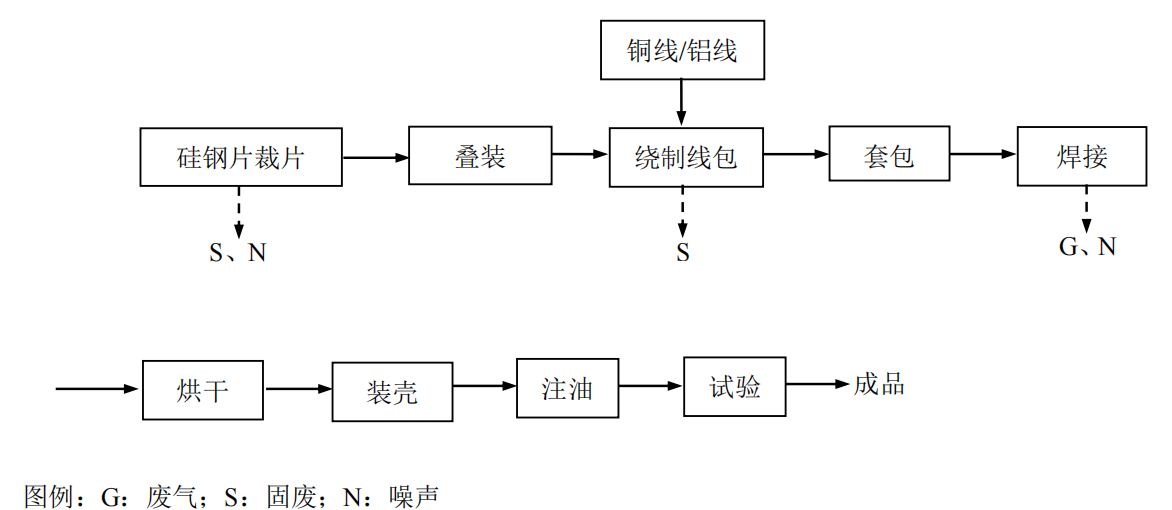 铜线/铝线
硅钢片裁片
叠装
绕制线包
套包
焊接
S、N
S
G、N
烘干
装壳
注油
试验
成品
图例：G：废气；S：固废；N：噪声